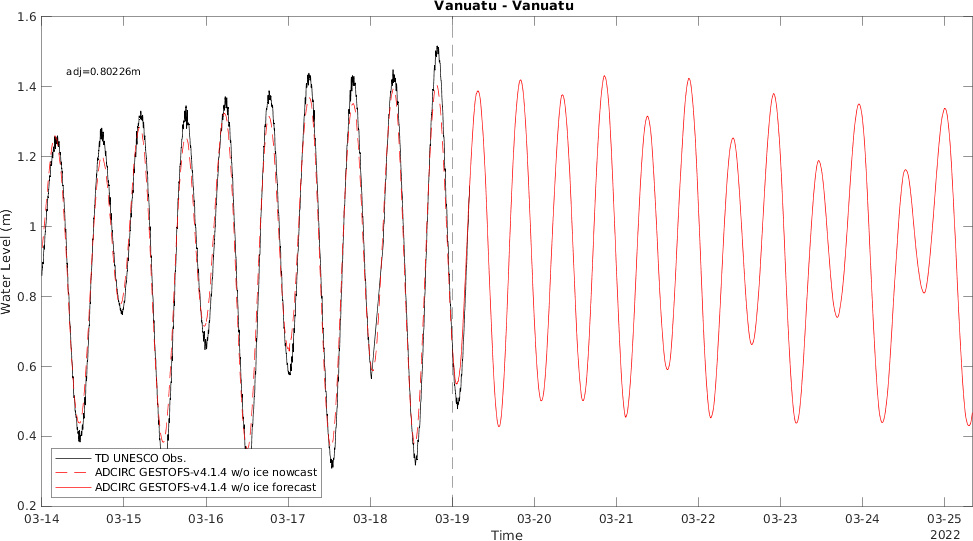 Vanuatu - Vanuatu
1.6
1.4
1.2
1
0.8
0.6
0.4
0.2
Water Level (m)
adj=0.80226m
TD UNESCO Obs.
ADCIRC GESTOFS-v4.1.4 w/o ice nowcast
ADCIRC GESTOFS-v4.1.4 w/o ice forecast
03-14 03-15 03-16 03-17 03-18 03-19 03-20 03-21 03-22 03-23 03-24 03-25
2022
Time